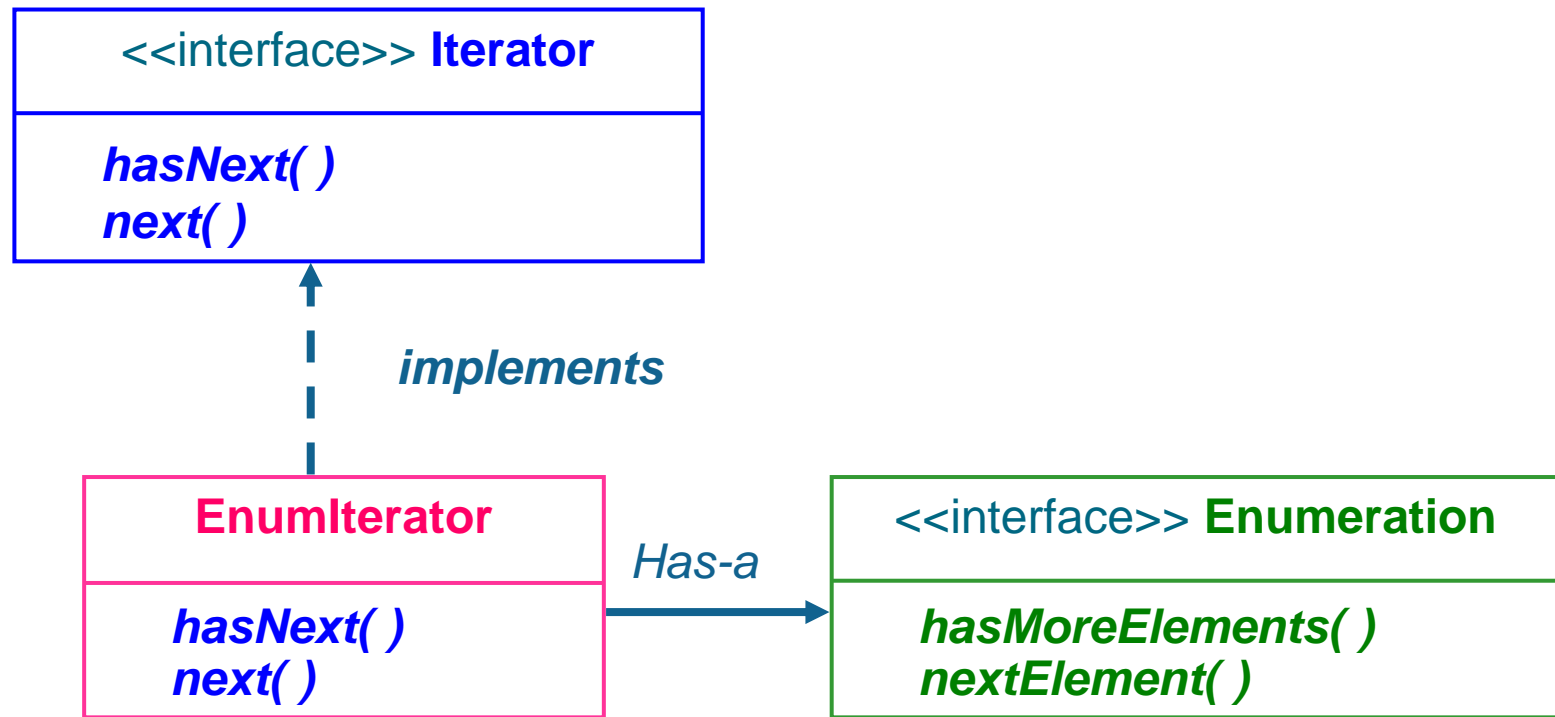 <<interface>> Iterator
hasNext( )
next( )
implements
EnumIterator
hasNext( )
next( )
Has-a
<<interface>> Enumeration
hasMoreElements( )
nextElement( )